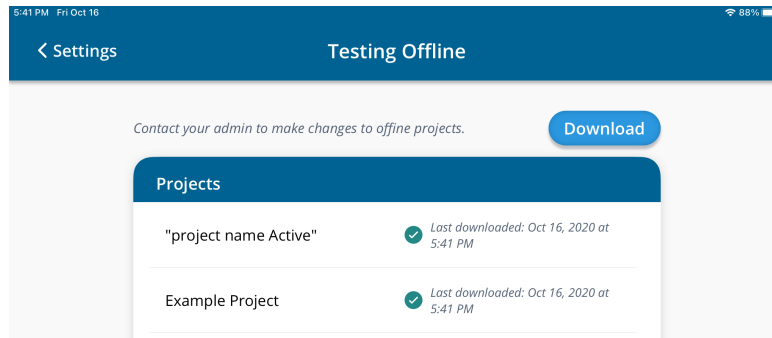 5:41 PM Fri Oct 16
88%
Settings
Testing Offline
Contact your admin to make changes to offine projects.
Download
Projects
"project name Active"
Last downloaded: Oct 16, 2020 at
5:41 PM
Example Project
Last downloaded: Oct 16, 2020 at
5:41 PM